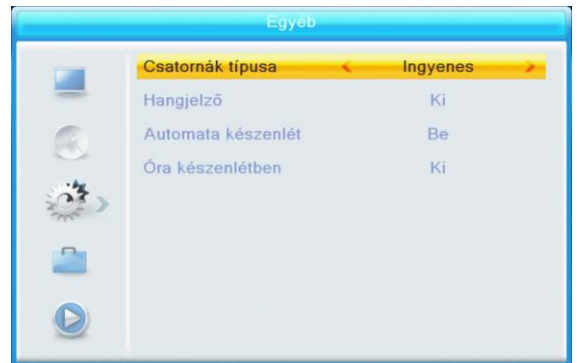 Egyéb
Csatornák típusa Ingyenes
Hangjelző Ki
Automata készenlét Be
Óra készenlétben Ki